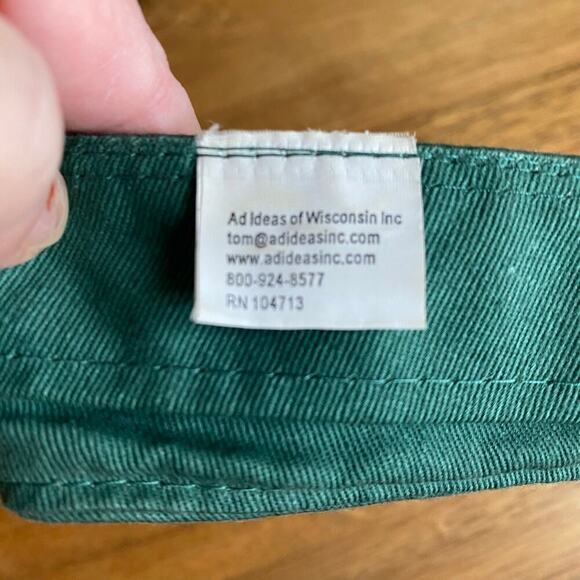 Ad Ideas of Wisconsin Inc
tom@adideasinc.com
www.adideasinc.com
800-924-8577
RN 104713